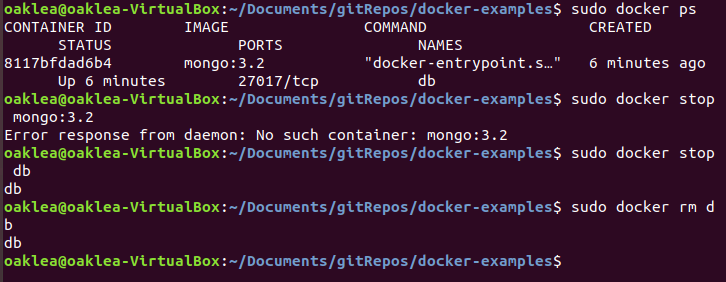 oaklea@oaklea-VirtualBox:~/Documents/gitRepos/docker-examples$ sudo docker ps
CONTAINER ID        IMAGE               COMMAND                  CREATED
       STATUS              PORTS               NAMES
8117bfdad6b4        mongo:3.2           "docker-entrypoint.s…"   6 minutes ago
       Up 6 minutes        27017/tcp           db
oaklea@oaklea-VirtualBox:~/Documents/gitRepos/docker-examples$ sudo docker stop
 mongo:3.2
Error response from daemon: No such container: mongo:3.2
oaklea@oaklea-VirtualBox:~/Documents/gitRepos/docker-examples$ sudo docker stop
 db
db
oaklea@oaklea-VirtualBox:~/Documents/gitRepos/docker-examples$ sudo docker rm d
b
db
oaklea@oaklea-VirtualBox:~/Documents/gitRepos/docker-examples$